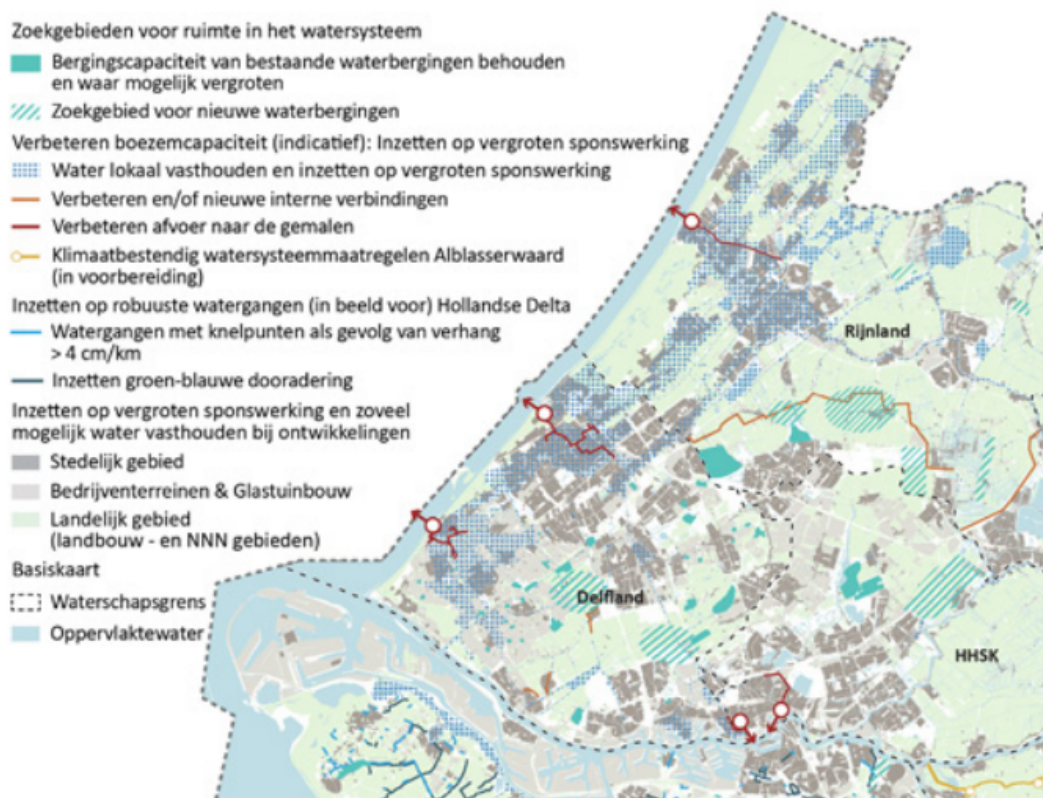 Zoekgebieden voor ruimte in het watersysteem
Bergingscapaciteit van bestaande waterbergingen behouden
en waar mogelijk vergroten
Zoekgebied voor nieuwe waterbergingen
Verbeteren boezemcapaciteit (indicatief): Inzetten op vergroten sponswerking
Water lokaal vasthouden en inzetten op vergroten sponswerking
Verbeteren en/of nieuwe interne verbindingen
Verbeteren afvoer naar de gemalen
Klimaatbestendig watersysteemmaatregelen Alblasserwaard
(in voorbereiding)
Inzetten op robuuste watergangen (in beeld voor) Hollandse Delta
Watergangen met knelpunten als gevolg van verhang
> 4 cm/km
Inzetten groen-blauwe dooradering
Inzetten op vergroten sponswerking en zoveel
mogelijk water vasthouden bij ontwikkelingen
Stedelijk gebied
Bedrijventerreinen & Glastuinbouw
Landelijk gebied
(landbouw - en NNN gebieden)
Basiskaart
Waterschapsgrens
Oppervlaktewater
Rijnland
Delfland
HHSK